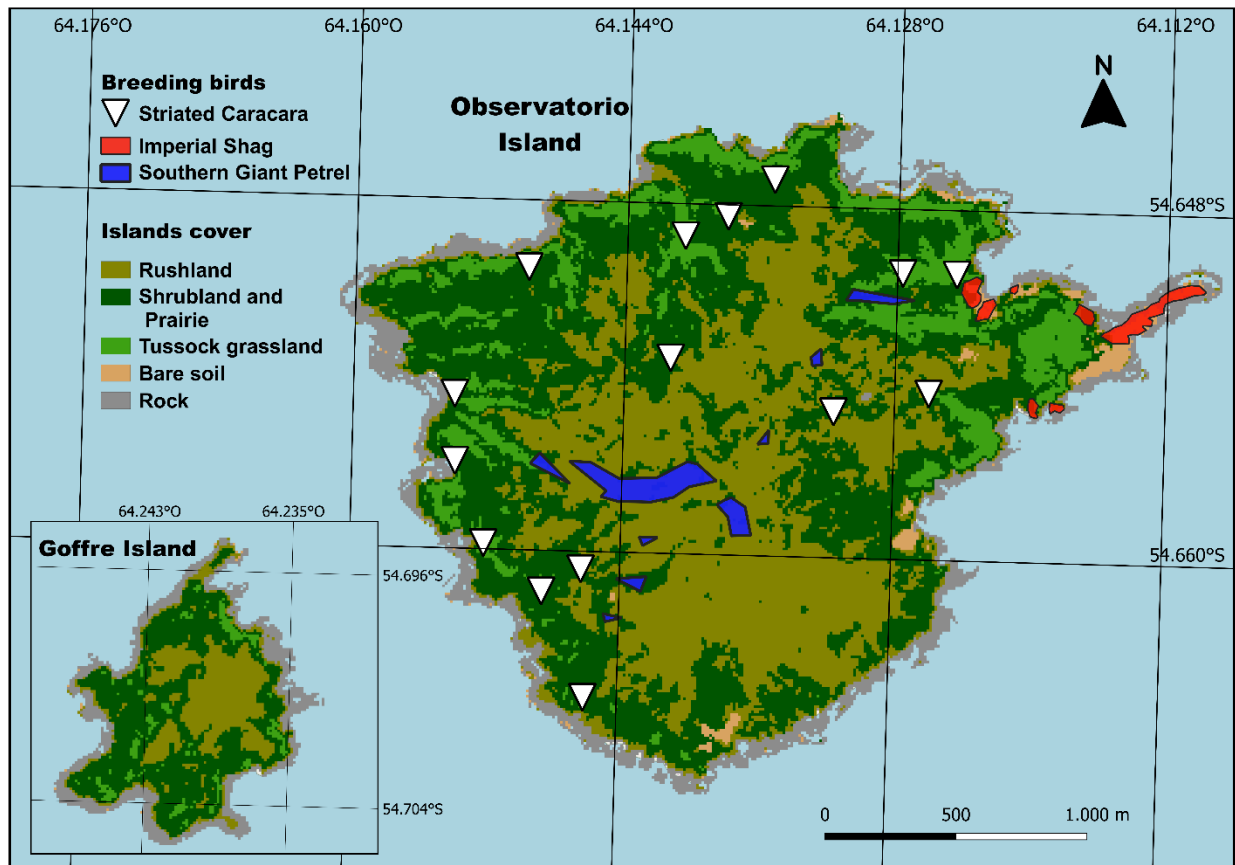 64.176°O 64.160°O 64.144°O 64.128°O 64.112°O
Breeding birds
Striated Caracara
Imperial Shag
Southern Giant Petrel
Observatorio
Island
N
54.648°S
Islands cover
Rushland
Shrubland and
Prairie
Tussock grassland
Bare soil
Rock
64.243°O 64.235°O
Goffre Island
54.696°S
54.660°S
54.704°S
0 500 1.000 m